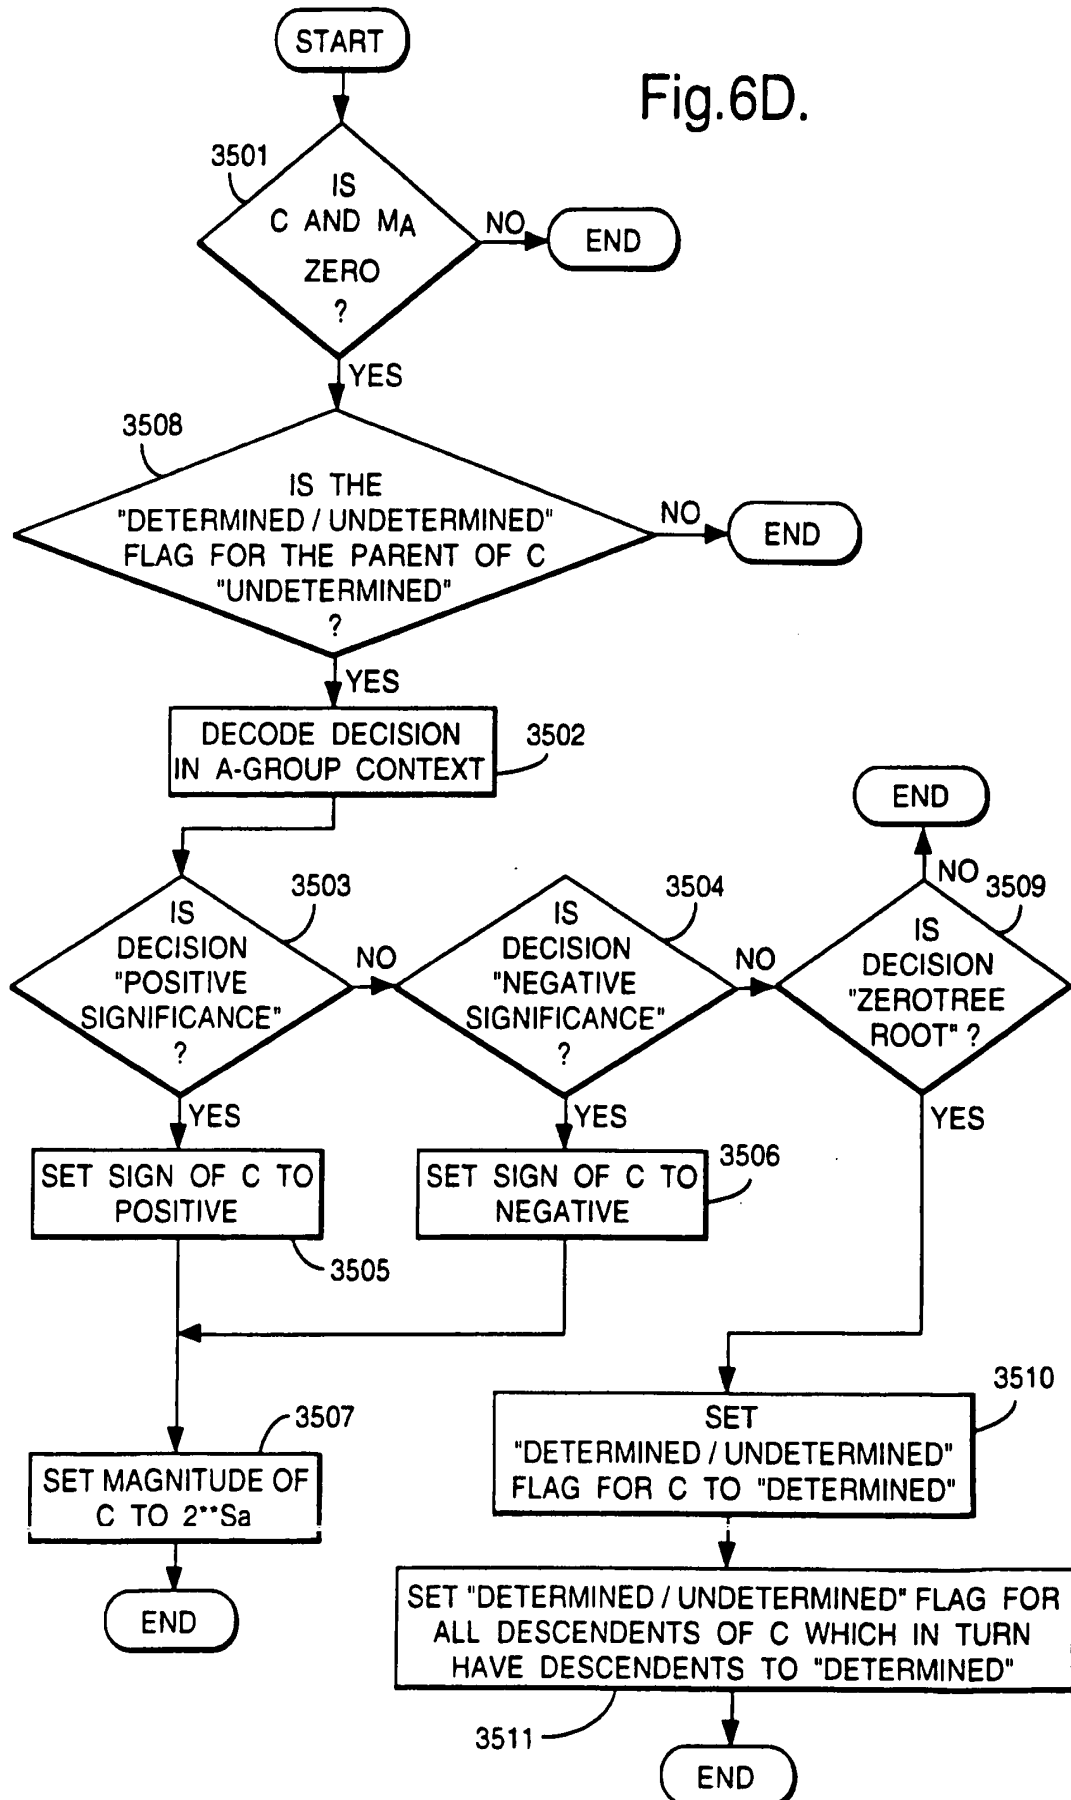 START
Fig.6D.
3501
IS
C AND MA
ZERO
?
NO
END
YES
3508
IS THE
"DETERMINED / UNDETERMINED"
FLAG FOR THE PARENT OF C
"UNDETERMINED"
?
NO
END
YES
DECODE DECISION
IN A-GROUP CONTEXT
3502
END
NO
3503
IS
DECISION
"POSITIVE
SIGNIFICANCE"
?
NO
3504
IS
DECISION
"NEGATIVE
SIGNIFICANCE"
?
NO
3509
IS
DECISION
"ZEROTREE
ROOT" ?
YES
YES
YES
SET SIGN OF C TO
POSITIVE
3505
SET SIGN OF C TO
NEGATIVE
3506
3507
SET MAGNITUDE OF
C TO 2**Sa
END
3510
SET
"DETERMINED / UNDETERMINED"
FLAG FOR C TO "DETERMINED"
SET "DETERMINED / UNDETERMINED" FLAG FOR
ALL DESCENDENTS OF C WHICH IN TURN
HAVE DESCENDENTS TO "DETERMINED"
3511
END